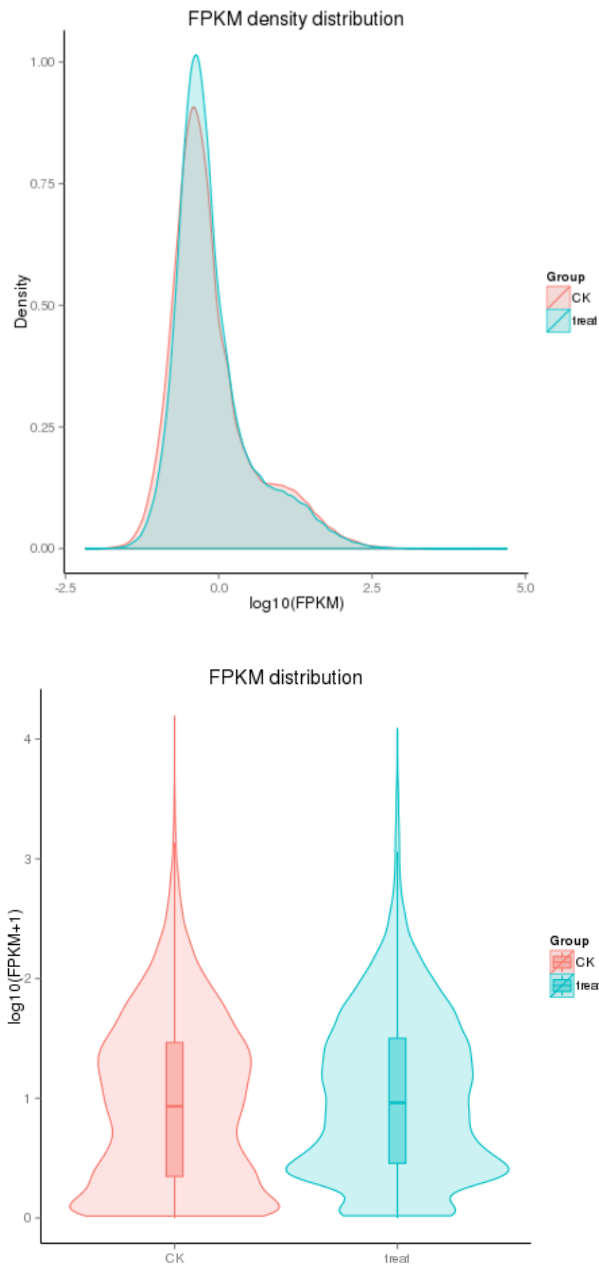 FPKM density distribution
1.00
0.75
0.50
0.25
0.00
Density
-2.5 0.0 2.5 5.0
log10(FPKM)
Group
CK
treat
FPKM distribution
4
3
2
1
0
log10(FPKM+1)
CK treat
Group
CK
treat